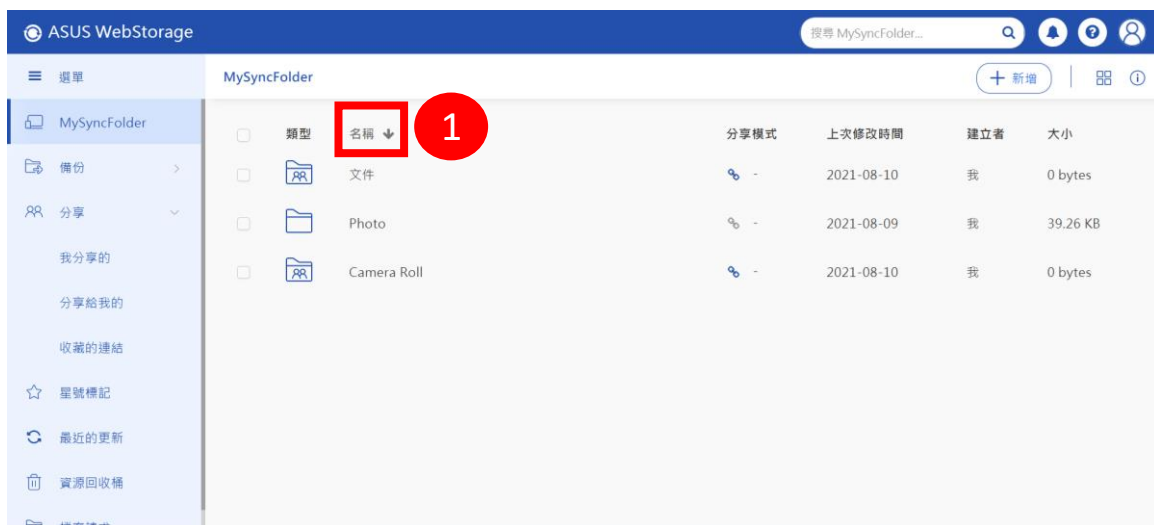 ASUS WebStorage
搜尋 MySyncFolder...
選單
MySyncFolder
新增
MySyncFolder
備份
分享
我分享的
分享給我的
收藏的連結
星號標記
最近的更新
資源回收桶
類型 名稱 1 分享模式 上次修改時間 建立者 大小
文件 - 2021-08-10 我 0 bytes
Photo - 2021-08-09 我 39.26 KB
Camera Roll - 2021-08-10 我 0 bytes